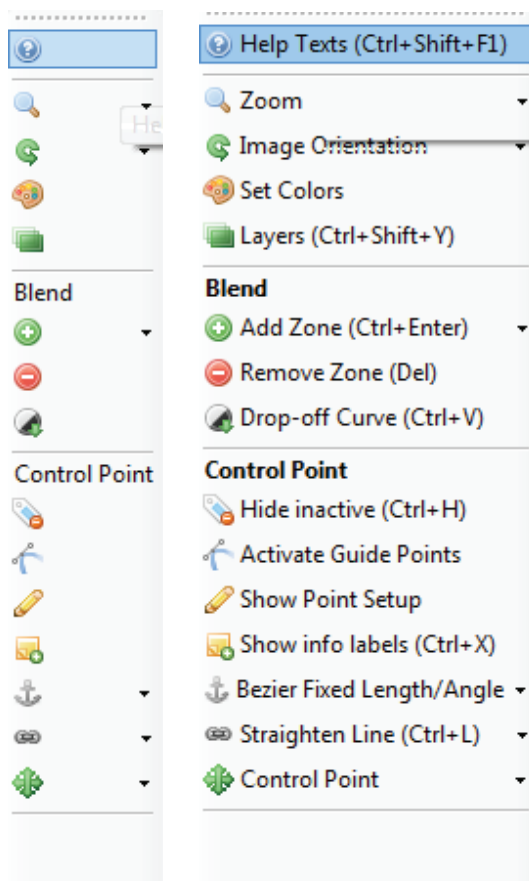 He
Blend
Control Point
Help Texts (Ctrl+Shift+F1)
Zoom
Image Orientation
Set Colors
Layers (Ctrl+Shift+Y)
Blend
Add Zone (Ctrl+Enter)
Remove Zone (Del)
Drop-off Curve (Ctrl+V)
Control Point
Hide inactive (Ctrl+H)
Activate Guide Points
Show Point Setup
Show info labels (Ctrl+X)
Bezier Fixed Length/Angle
Straighten Line (Ctrl+L)
Control Point